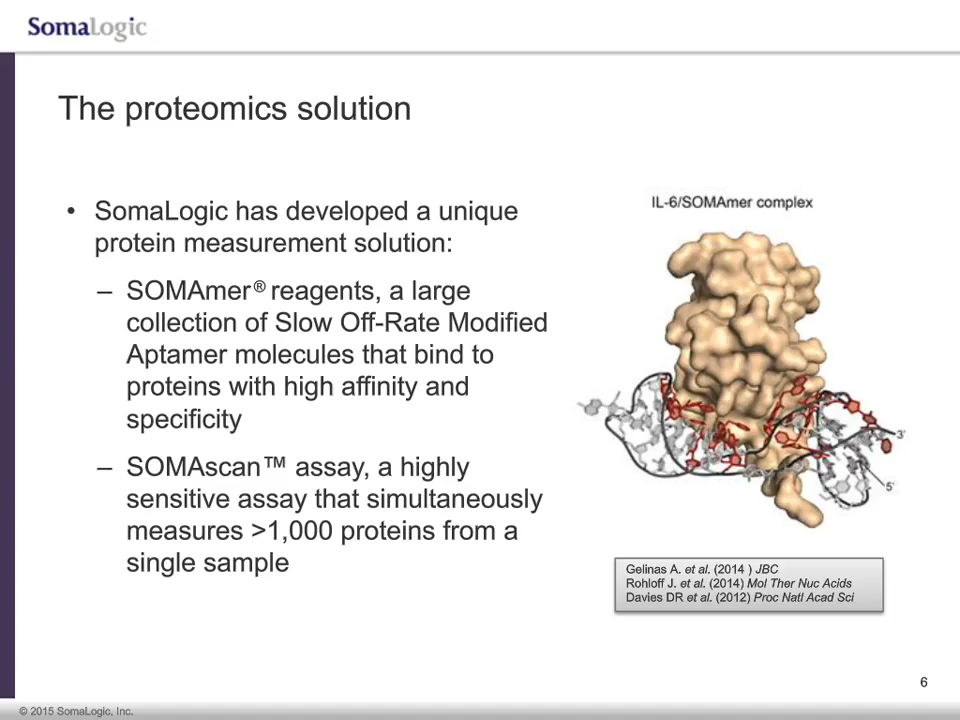 SomaLogic
The proteomics solution
• SomaLogic has developed a unique
protein measurement solution:
– SOMAmer® reagents, a large
collection of Slow Off-Rate Modified
Aptamer molecules that bind to
proteins with high affinity and
specificity
– SOMAscan™ assay, a highly
sensitive assay that simultaneously
measures >1,000 proteins from a
single sample
IL-6/SOMAmer complex
3'
5'
Gelinas A. et al. (2014 ) JBC
Rohloff J. et al. (2014) Mol Ther Nuc Acids
Davies DR et al. (2012) Proc Natl Acad Sci
6
© 2015 SomaLogic, Inc.